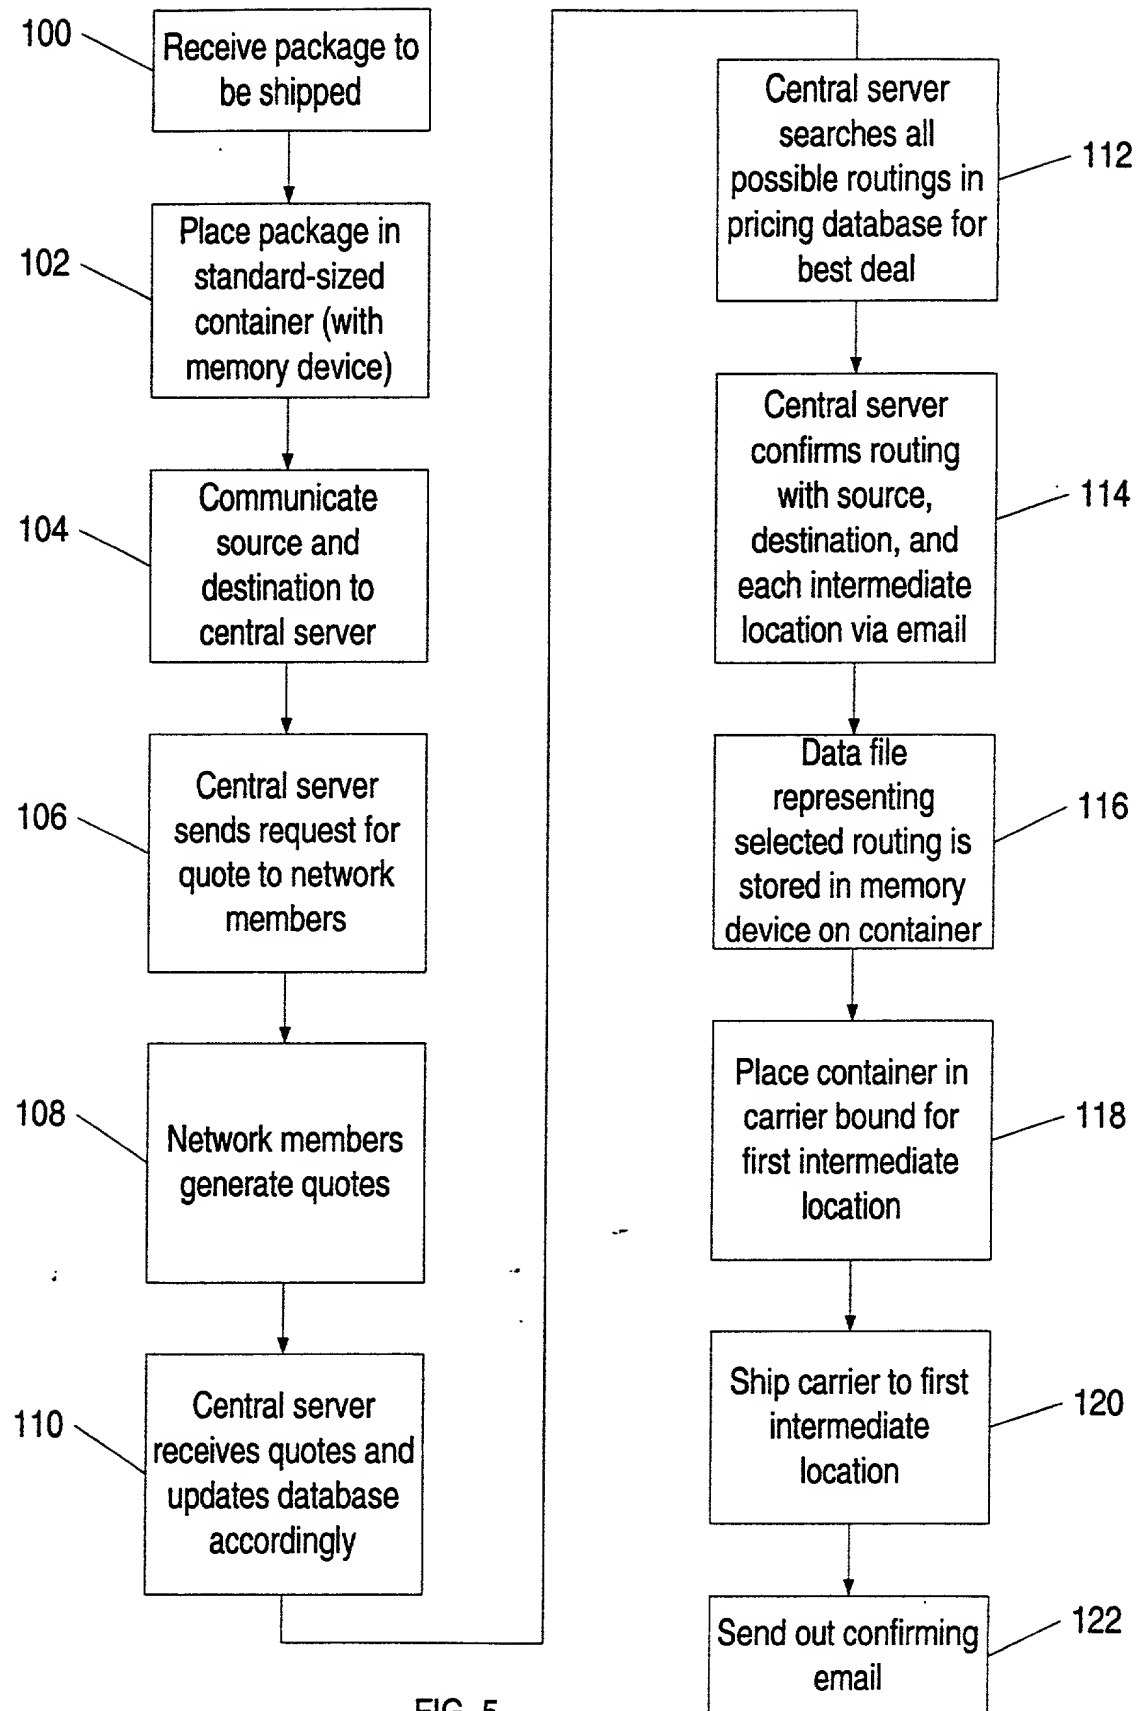 100
Receive package to
be shipped
102
Place package in
standard-sized
container (with
memory device)
104
Communicate
source and
destination to
central server
106
Central server
sends request for
quote to network
members
108
Network members
generate quotes
110
Central server
receives quotes and
updates database
accordingly
Central server
searches all
possible routings in
pricing database for
best deal
112
Central server
confirms routing
with source,
destination, and
each intermediate
location via email
114
Data file
representing
selected routing is
stored in memory
device on container
116
Place container in
carrier bound for
first intermediate
location
118
Ship carrier to first
intermediate
location
120
Send out confirming
email
122
FIG. 5